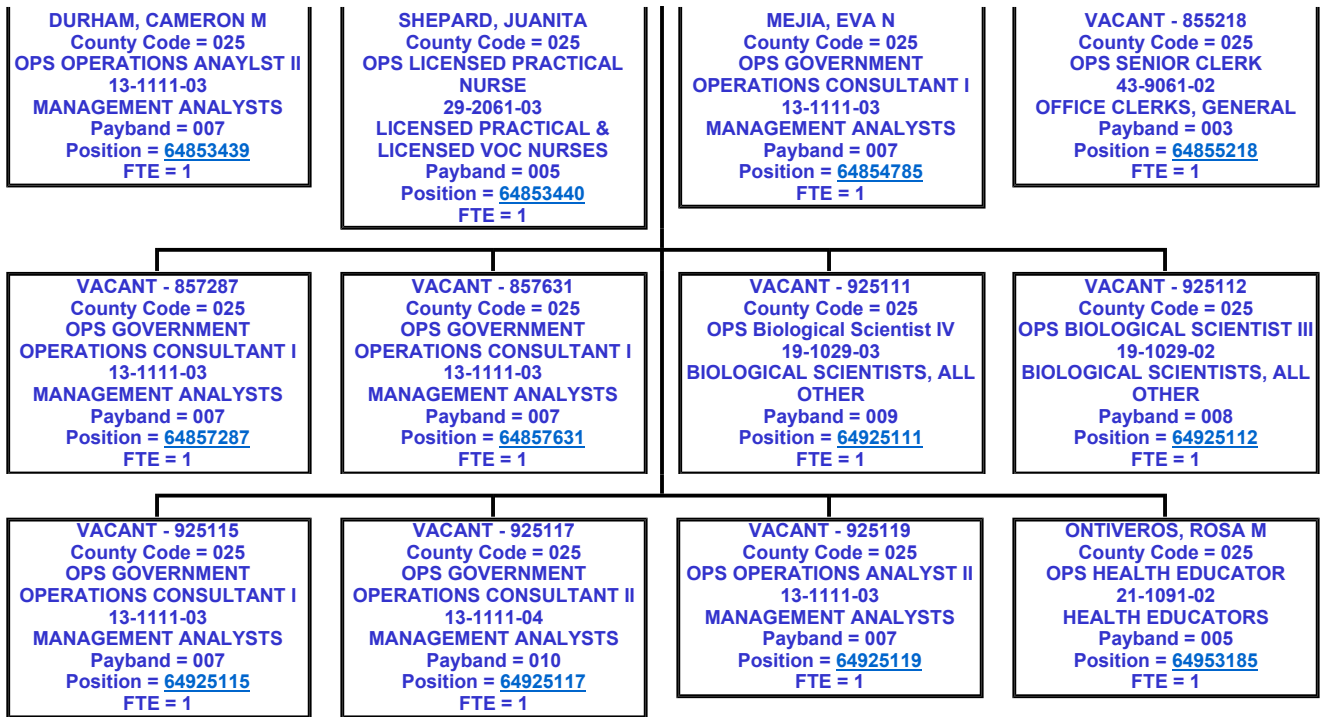 DURHAM, CAMERON M
County Code = 025
OPS OPERATIONS ANAYLST II
13-1111-03
MANAGEMENT ANALYSTS
Payband = 007
Position = 64853439
FTE = 1
SHEPARD, JUANITA
County Code = 025
OPS LICENSED PRACTICAL
NURSE
29-2061-03
LICENSED PRACTICAL &
LICENSED VOC NURSES
Payband = 005
Position = 64853440
FTE = 1
MEJIA, EVA N
County Code = 025
OPS GOVERNMENT
OPERATIONS CONSULTANT I
13-1111-03
MANAGEMENT ANALYSTS
Payband = 007
Position = 64854785
FTE = 1
VACANT - 855218
County Code = 025
OPS SENIOR CLERK
43-9061-02
OFFICE CLERKS, GENERAL
Payband = 003
Position = 64855218
FTE = 1
VACANT - 857287
County Code = 025
OPS GOVERNMENT
OPERATIONS CONSULTANT I
13-1111-03
MANAGEMENT ANALYSTS
Payband = 007
Position = 64857287
FTE = 1
VACANT - 857631
County Code = 025
OPS GOVERNMENT
OPERATIONS CONSULTANT I
13-1111-03
MANAGEMENT ANALYSTS
Payband = 007
Position = 64857631
FTE = 1
VACANT - 925111
County Code = 025
OPS Biological Scientist IV
19-1029-03
BIOLOGICAL SCIENTISTS, ALL
OTHER
Payband = 009
Position = 64925111
FTE = 1
VACANT - 925112
County Code = 025
OPS BIOLOGICAL SCIENTIST III
19-1029-02
BIOLOGICAL SCIENTISTS, ALL
OTHER
Payband = 008
Position = 64925112
FTE = 1
VACANT - 925115
County Code = 025
OPS GOVERNMENT
OPERATIONS CONSULTANT I
13-1111-03
MANAGEMENT ANALYSTS
Payband = 007
Position = 64925115
FTE = 1
VACANT - 925117
County Code = 025
OPS GOVERNMENT
OPERATIONS CONSULTANT II
13-1111-04
MANAGEMENT ANALYSTS
Payband = 010
Position = 64925117
FTE = 1
VACANT - 925119
County Code = 025
OPS OPERATIONS ANALYST II
13-1111-03
MANAGEMENT ANALYSTS
Payband = 007
Position = 64925119
FTE = 1
ONTIVEROS, ROSA M
County Code = 025
OPS HEALTH EDUCATOR
21-1091-02
HEALTH EDUCATORS
Payband = 005
Position = 64953185
FTE = 1